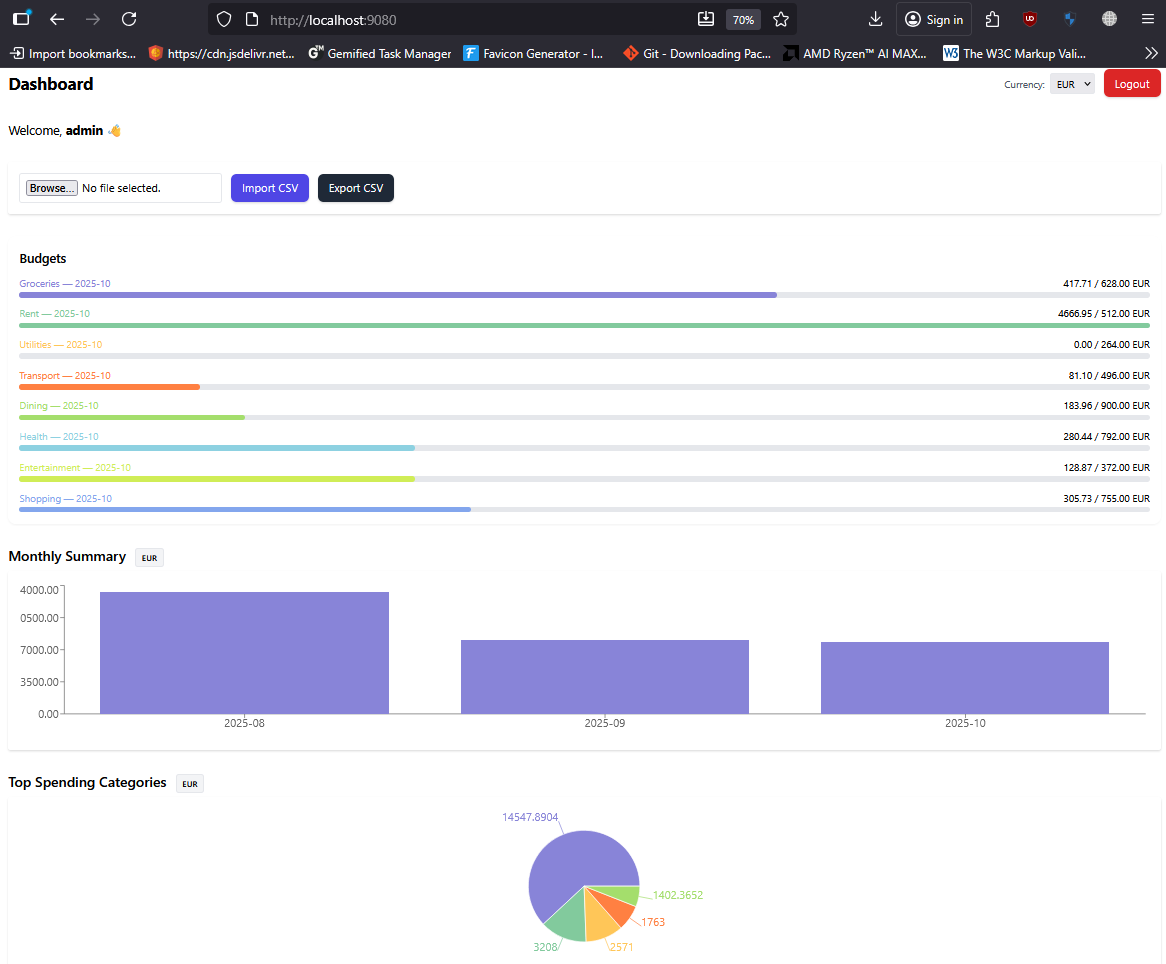 http://localhost:9080
70%
Sign in
Import bookmarks...
https://cdn.jsdelivr.net...
Gemified Task Manager
Favicon Generator - I...
Git - Downloading Pac...
AMD Ryzen™ AI MAX...
The W3C Markup Vali...
Dashboard
Currency: EUR
Logout
Welcome, admin 👋
Browse... No file selected.
Import CSV
Export CSV
Budgets
Groceries — 2025-10 417.71 / 628.00 EUR
Rent — 2025-10 4666.95 / 512.00 EUR
Utilities — 2025-10 0.00 / 264.00 EUR
Transport — 2025-10 81.10 / 496.00 EUR
Dining — 2025-10 183.96 / 900.00 EUR
Health — 2025-10 280.44 / 792.00 EUR
Entertainment — 2025-10 128.87 / 372.00 EUR
Shopping — 2025-10 305.73 / 755.00 EUR
Monthly Summary EUR
4000.00
0500.00
7000.00
3500.00
0.00
2025-08 2025-09 2025-10
Top Spending Categories EUR
14547.8904
1402.3652
1763
3208 2571